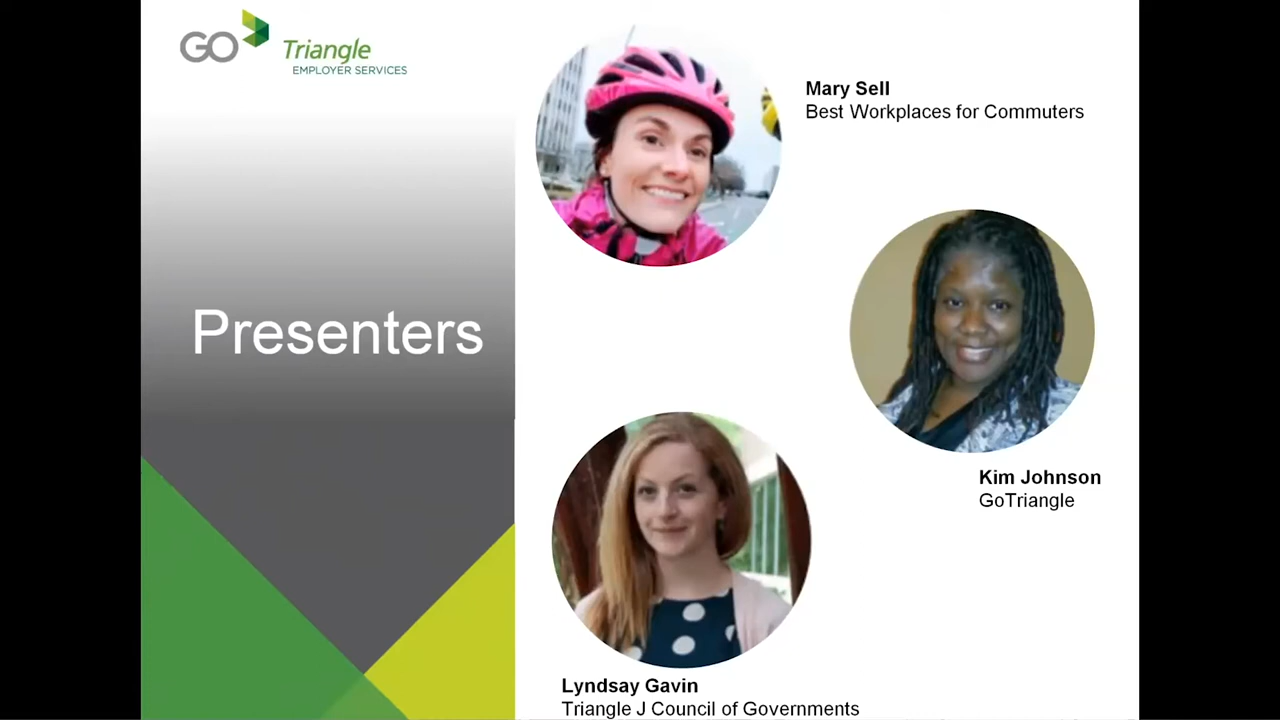 GO Triangle
EMPLOYER SERVICES
Presenters
Mary Sell
Best Workplaces for Commuters
Kim Johnson
GoTriangle
Lyndsay Gavin
Triangle J Council of Governments